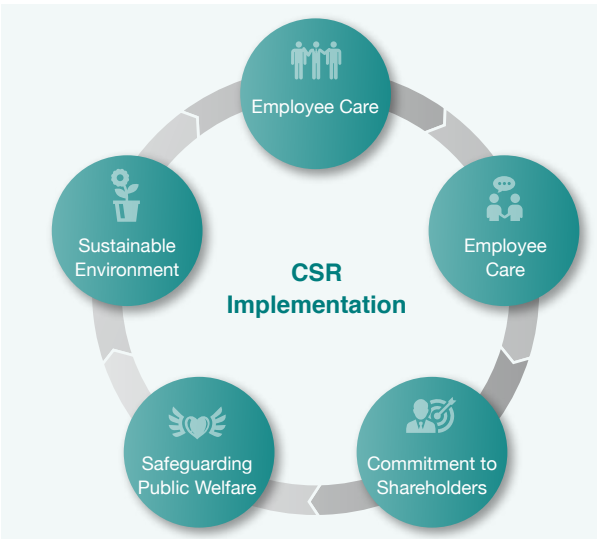 Employee Care
Employee
Care
Commitment to
Shareholders
Safeguarding
Public Welfare
Sustainable
Environment
CSR
Implementation